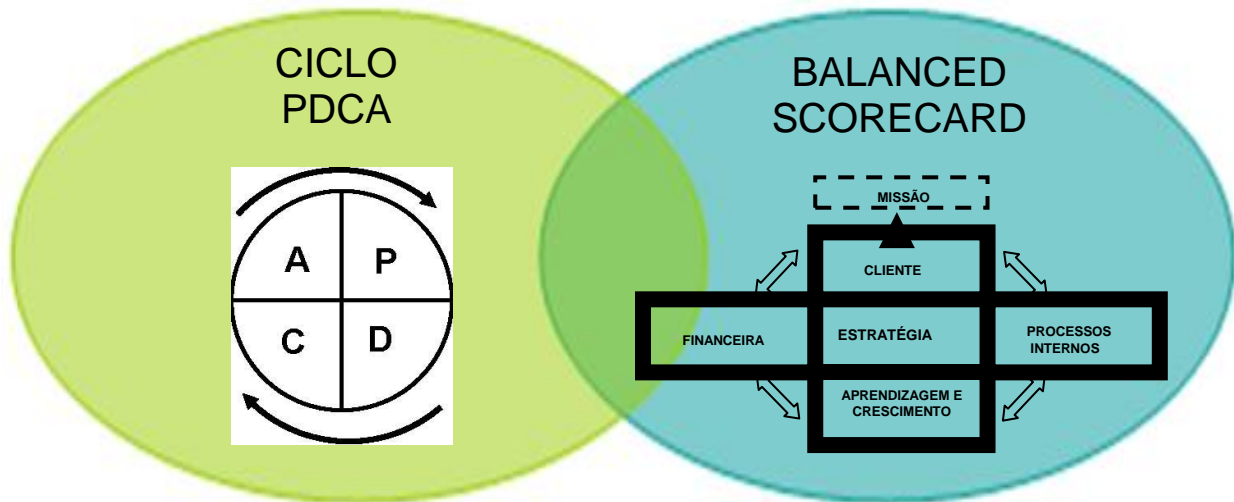 CICLO
PDCA
A P
C D
BALANCED
SCORECARD
MISSÃO
CLIENTE
FINANCEIRA
ESTRATÉGIA
PROCESSOS
INTERNOS
APRENDIZAGEM E
CRESCIMENTO